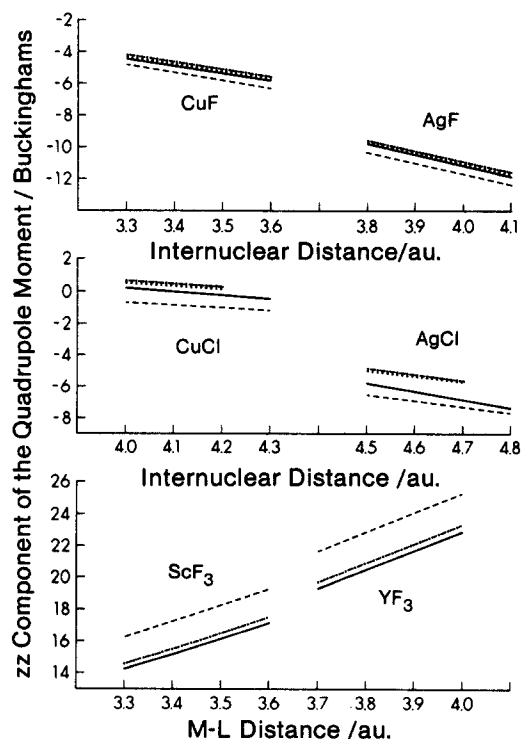 zz Component of the Quadrupole Moment / Buckinghams
-2
-4
-6
-8
-10
-12
CuF
AgF
3.3 3.4 3.5 3.6 3.8 3.9 4.0 4.1
Internuclear Distance/au.
0
-2
-4
-6
-8
CuCl
AgCl
4.0 4.1 4.2 4.3 4.5 4.6 4.7 4.8
Internuclear Distance /au.
26
24
22
20
18
16
14
ScF3
YF3
3.3 3.4 3.5 3.6 3.7 3.8 3.9 4.0
M-L Distance /au.